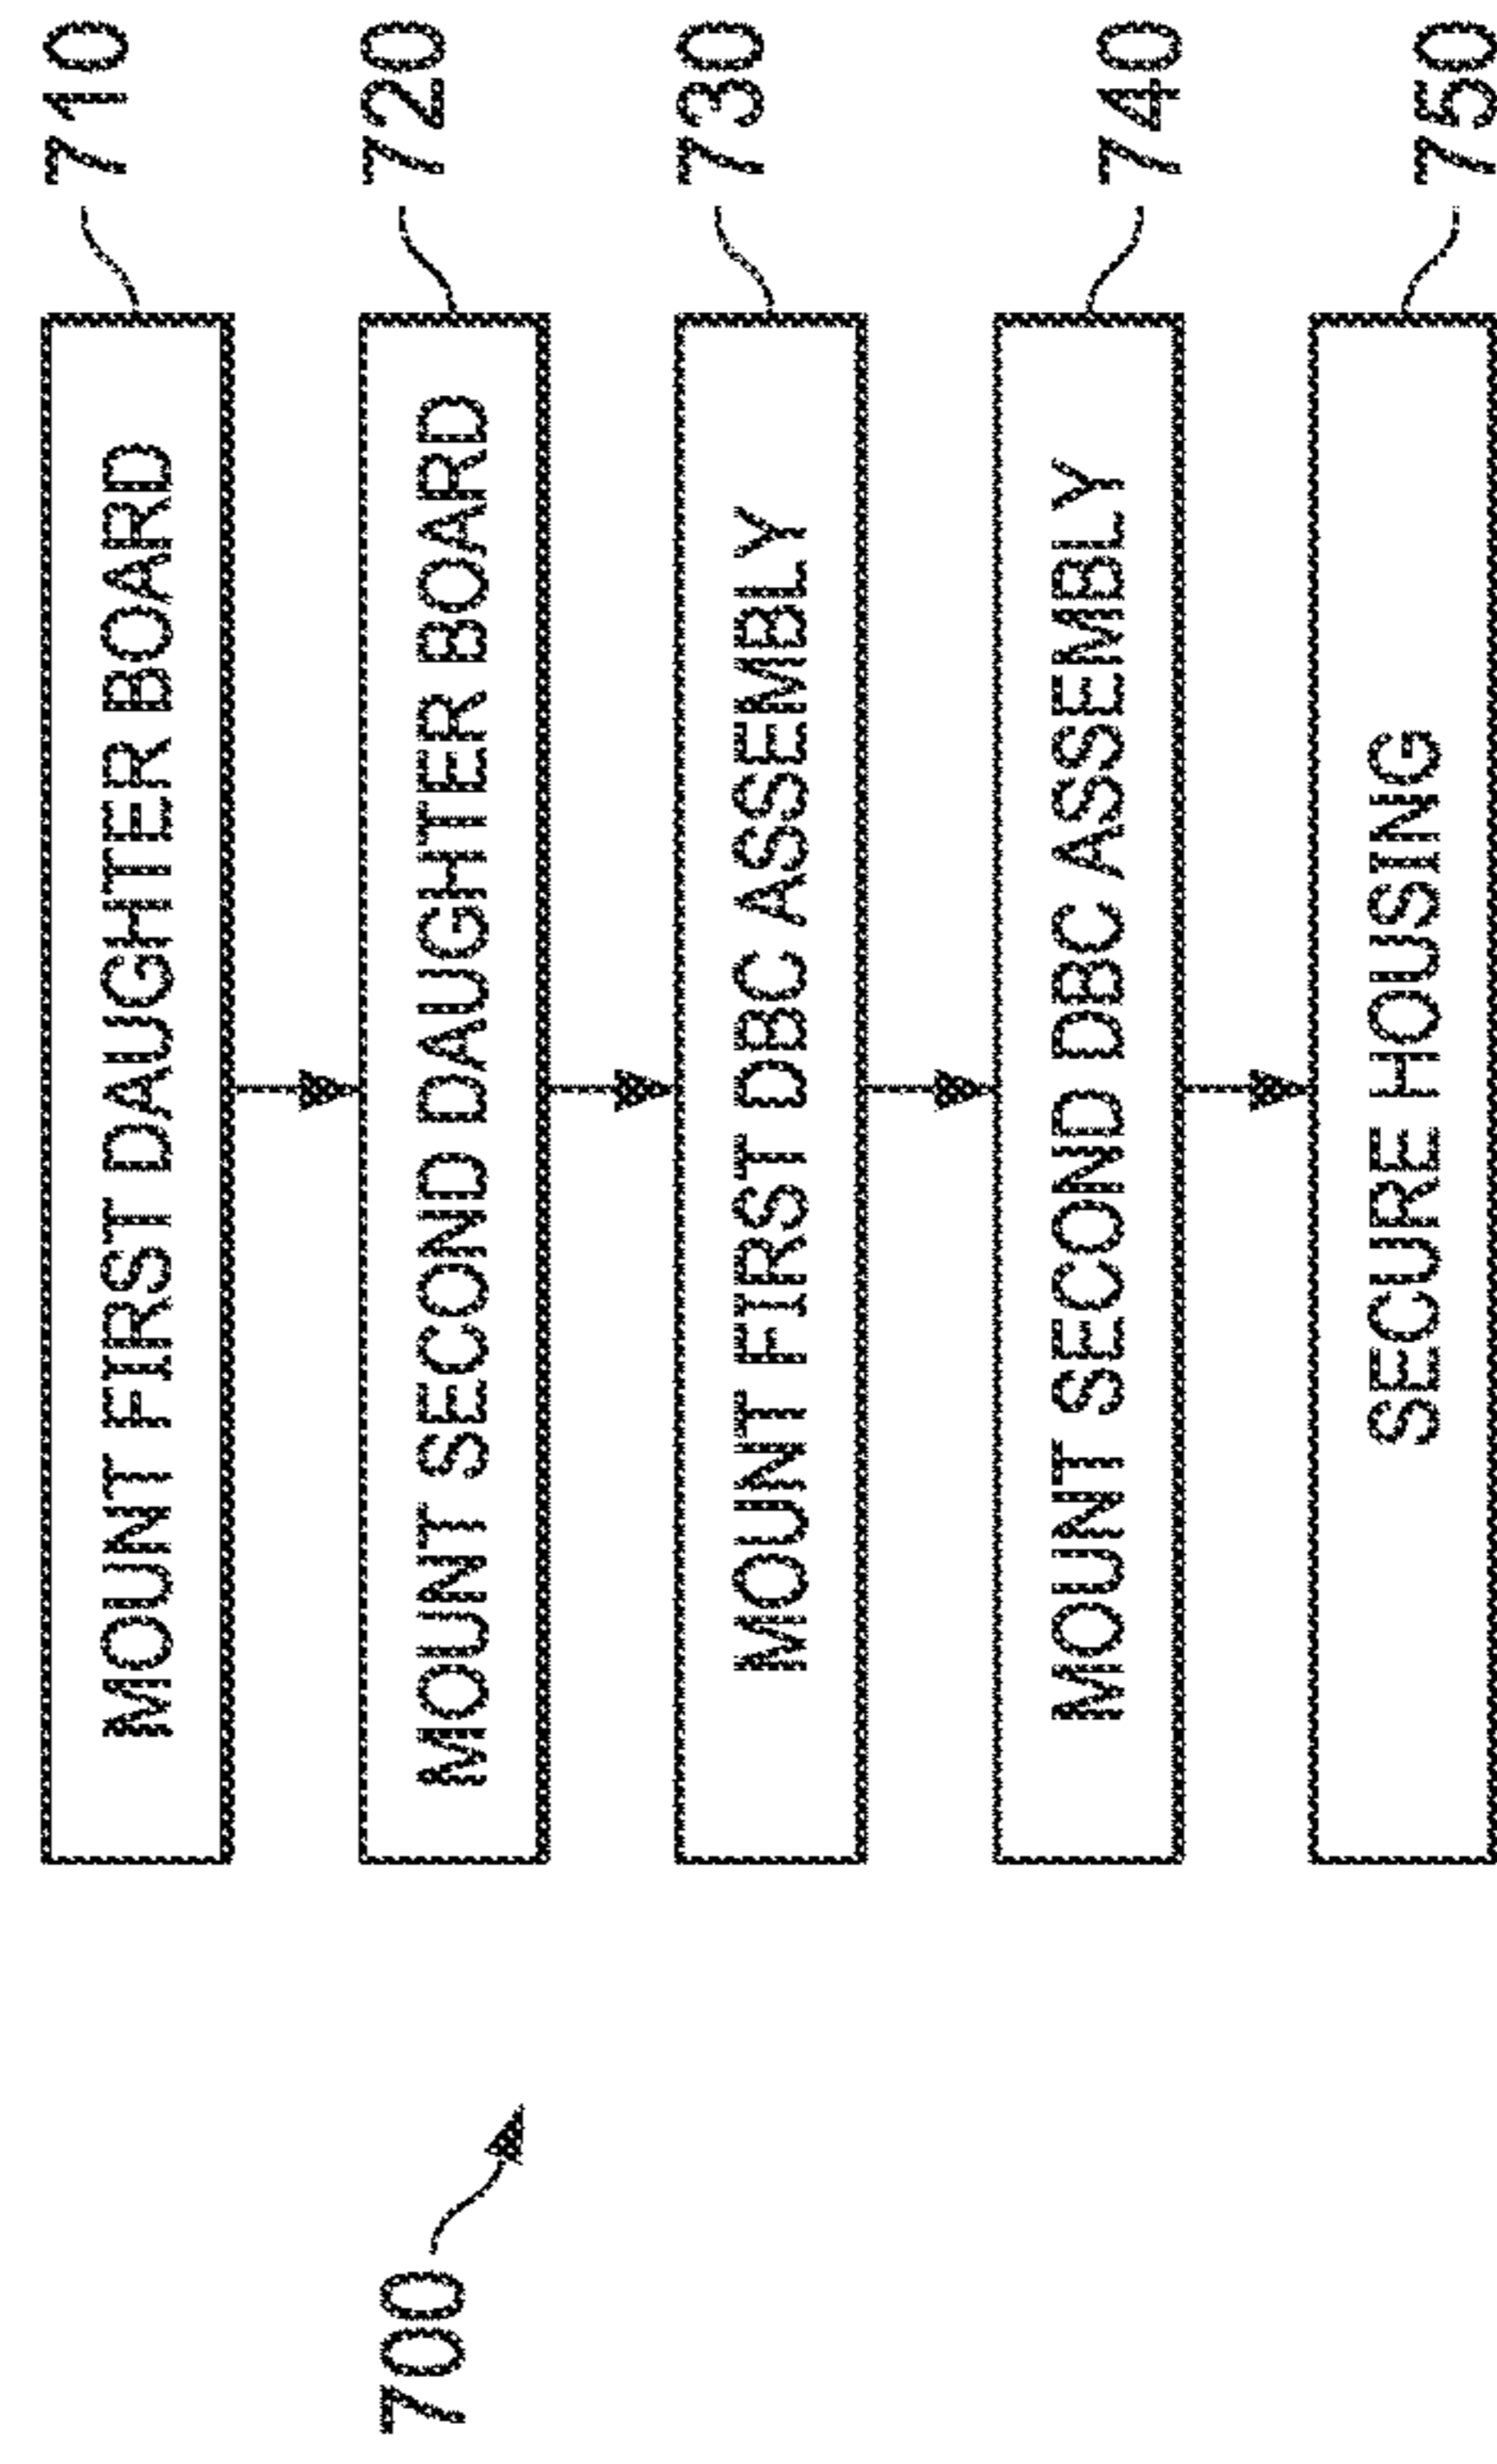 700
MOUNT FIRST DAUGHTER BOARD
710
MOUNT SECOND DAUGHTER BOARD
720
MOUNT FIRST DBC ASSEMBLY
730
MOUNT SECOND DBC ASSEMBLY
740
SECURE HOUSING
750